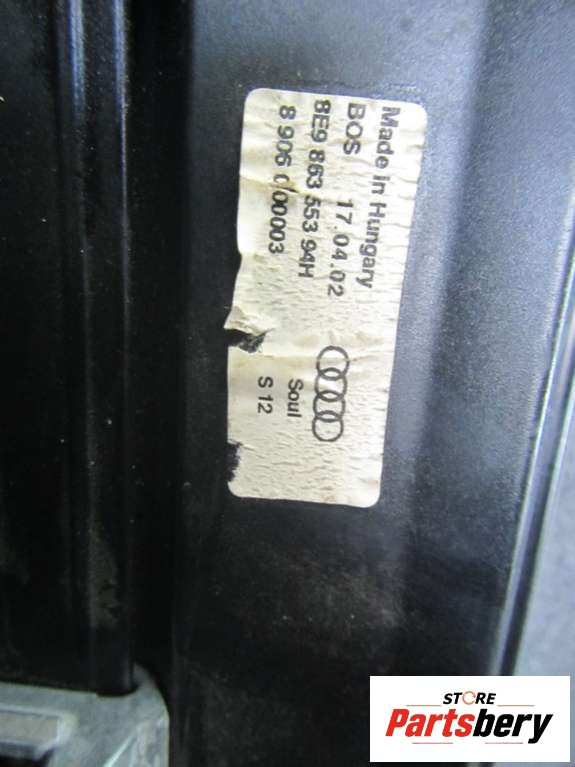 Made in Hungary
BOS 17.04.02
8E9 863 553 94H
8 906 000003
Soul
S 12
STORE
Partsbery